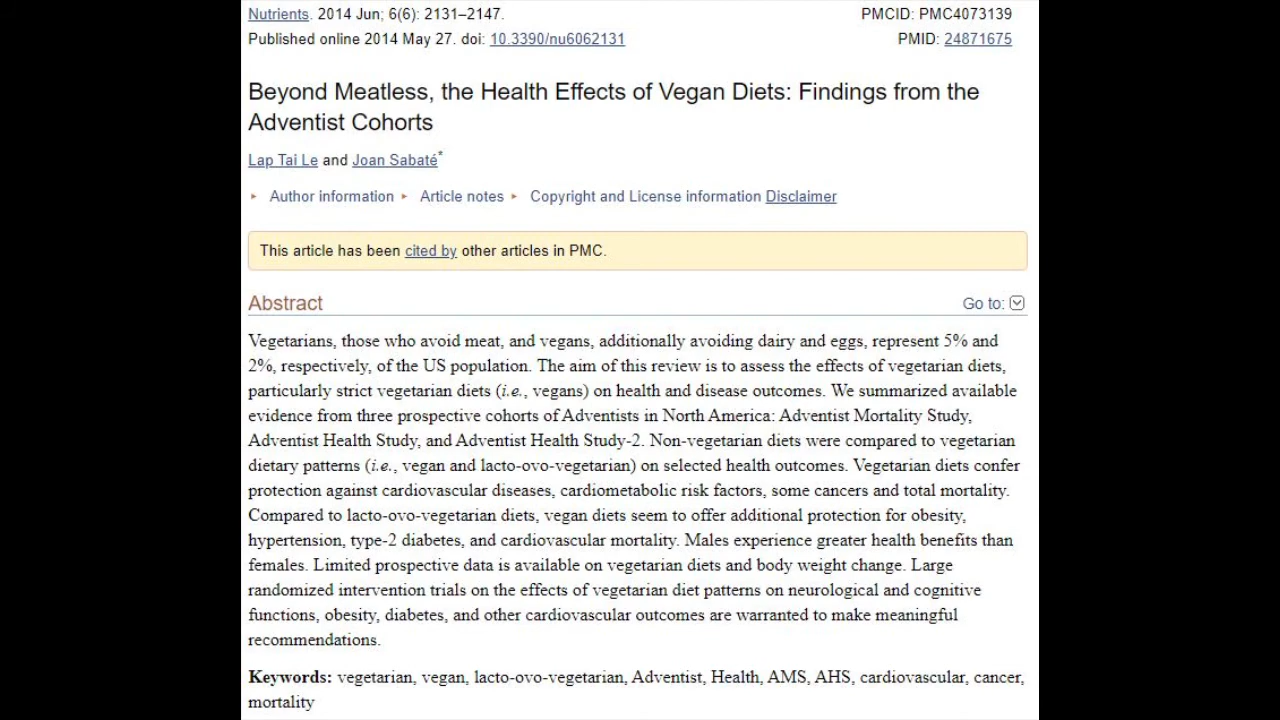 Nutrients. 2014 Jun; 6(6): 2131–2147.
PMCID: PMC4073139
Published online 2014 May 27. doi: 10.3390/nu6062131
PMID: 24871675
Beyond Meatless, the Health Effects of Vegan Diets: Findings from the
Adventist Cohorts
Lap Tai Le and Joan Sabaté*
Author information
Article notes
Copyright and License information Disclaimer
This article has been cited by other articles in PMC.
Abstract
Go to:
Vegetarians, those who avoid meat, and vegans, additionally avoiding dairy and eggs, represent 5% and
2%, respectively, of the US population. The aim of this review is to assess the effects of vegetarian diets,
particularly strict vegetarian diets (i.e., vegans) on health and disease outcomes. We summarized available
evidence from three prospective cohorts of Adventists in North America: Adventist Mortality Study,
Adventist Health Study, and Adventist Health Study-2. Non-vegetarian diets were compared to vegetarian
dietary patterns (i.e., vegan and lacto-ovo-vegetarian) on selected health outcomes. Vegetarian diets confer
protection against cardiovascular diseases, cardiometabolic risk factors, some cancers and total mortality.
Compared to lacto-ovo-vegetarian diets, vegan diets seem to offer additional protection for obesity,
hypertension, type-2 diabetes, and cardiovascular mortality. Males experience greater health benefits than
females. Limited prospective data is available on vegetarian diets and body weight change. Large
randomized intervention trials on the effects of vegetarian diet patterns on neurological and cognitive
functions, obesity, diabetes, and other cardiovascular outcomes are warranted to make meaningful
recommendations.
Keywords: vegetarian, vegan, lacto-ovo-vegetarian, Adventist, Health, AMS, AHS, cardiovascular, cancer,
mortality